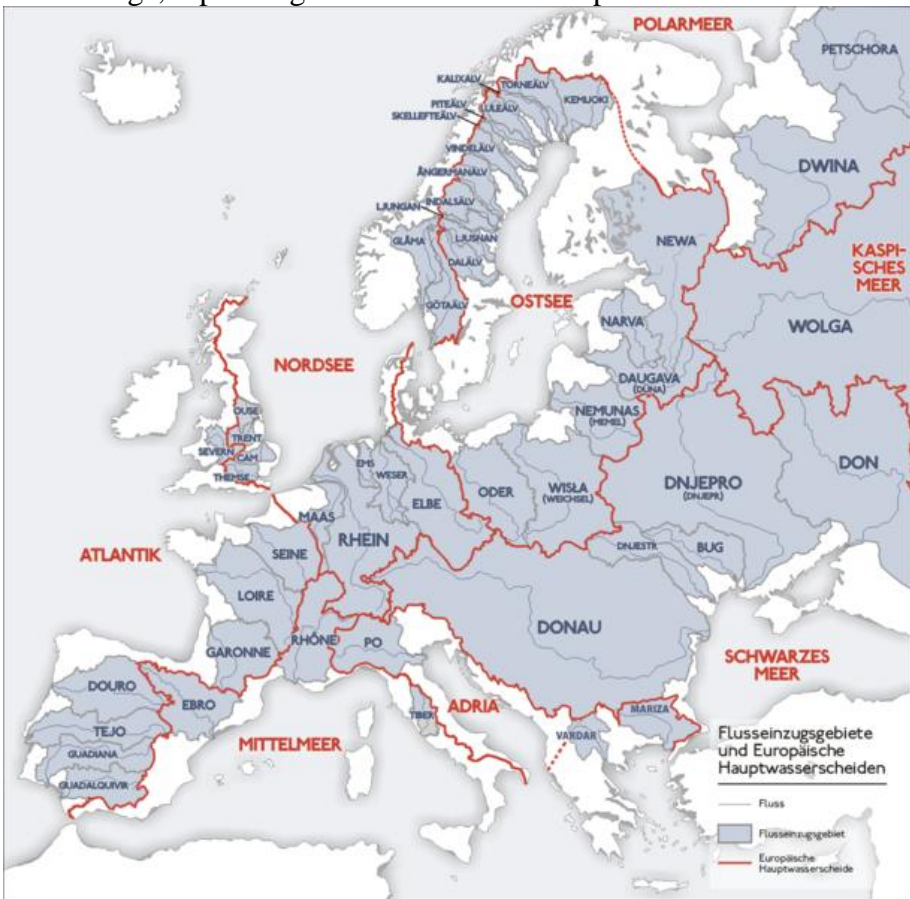 POLARMEER
PETSCHORA
KALIXÄLV
TORNEÄLV
KEMIJOKI
PITEÄLV
LULEÄLV
SKELLEFTEÄLV
VINDELÄLV
DWINA
ÅNGERMANÄLV
LJUNGAN
INDALSÄLV
GLÅMA
LJUSNAN
NEWA
KASPI-
SCHES
MEER
DALÄLV
OSTSEE
GÖTAÄLV
NARVA
WOLGA
NORDSEE
DAUGAVA
(DÜNA)
NEMUNAS
(MEMEL)
OUSE
TRENT
SEVERN
CAM
THEMSE
EMS
WESER
ELBE
ODER
WISŁA
(WEICHSEL)
DNJEPRO
(DNJEPR)
DON
MAAS
RHEIN
ATLANTIK
SEINE
DNJESTR
BUG
LOIRE
DONAU
GARONNE
RHÔNE
PO
SCHWARZES
MEER
DOURO
EBRO
ADRIA
TIBER
MARIZA
VARDAR
TEJO
MITTELMEER
GUADIANA
GUADALQUIVIR
Flusseinzugsgebiete
und Europäische
Hauptwasserscheiden
Fluss
Flusseinzugsgebiet
Europäische
Hauptwasserscheide